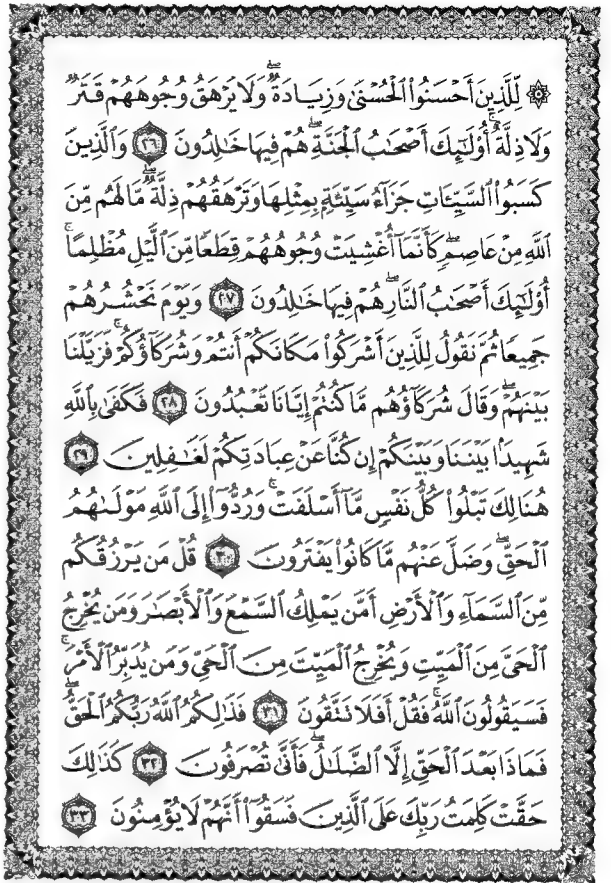 ۞ لِّلَّذِينَ أَحْسَنُوا۟ ٱلْحُسْنَىٰ وَزِيَادَةٌ ۖ وَلَا يَرْهَقُ وُجُوهَهُمْ قَتَرٌ
وَلَا ذِلَّةٌ ۚ أُو۟لَٰٓئِكَ أَصْحَٰبُ ٱلْجَنَّةِ ۖ هُمْ فِيهَا خَٰلِدُونَ ٢٦ وَٱلَّذِينَ
كَسَبُوا۟ ٱلسَّيِّـَٔاتِ جَزَآءُ سَيِّئَةٍۭ بِمِثْلِهَا وَتَرْهَقُهُمْ ذِلَّةٌ ۖ مَّا لَهُم مِّنَ
ٱللَّهِ مِنْ عَاصِمٍ ۖ كَأَنَّمَآ أُغْشِيَتْ وُجُوهُهُمْ قِطَعًا مِّنَ ٱلَّيْلِ مُظْلِمًا ۚ
أُو۟لَٰٓئِكَ أَصْحَٰبُ ٱلنَّارِ ۖ هُمْ فِيهَا خَٰلِدُونَ ٢٧ وَيَوْمَ نَحْشُرُهُمْ
جَمِيعًا ثُمَّ نَقُولُ لِلَّذِينَ أَشْرَكُوا۟ مَكَانَكُمْ أَنتُمْ وَشُرَكَآؤُكُمْ ۚ فَزَيَّلْنَا
بَيْنَهُمْ ۖ وَقَالَ شُرَكَآؤُهُم مَّا كُنتُمْ إِيَّانَا تَعْبُدُونَ ٢٨ فَكَفَىٰ بِٱللَّهِ
شَهِيدًۢا بَيْنَنَا وَبَيْنَكُمْ إِن كُنَّا عَنْ عِبَادَتِكُمْ لَغَٰفِلِينَ ٢٩
هُنَالِكَ تَبْلُوا۟ كُلُّ نَفْسٍ مَّآ أَسْلَفَتْ ۚ وَرُدُّوٓا۟ إِلَى ٱللَّهِ مَوْلَىٰهُمُ
ٱلْحَقِّ ۖ وَضَلَّ عَنْهُم مَّا كَانُوا۟ يَفْتَرُونَ ٣٠ قُلْ مَن يَرْزُقُكُم
مِّنَ ٱلسَّمَآءِ وَٱلْأَرْضِ أَمَّن يَمْلِكُ ٱلسَّمْعَ وَٱلْأَبْصَٰرَ وَمَن يُخْرِجُ
ٱلْحَىَّ مِنَ ٱلْمَيِّتِ وَيُخْرِجُ ٱلْمَيِّتَ مِنَ ٱلْحَىِّ وَمَن يُدَبِّرُ ٱلْأَمْرَ ۚ
فَسَيَقُولُونَ ٱللَّهُ ۚ فَقُلْ أَفَلَا تَتَّقُونَ ٣١ فَذَٰلِكُمُ ٱللَّهُ رَبُّكُمُ ٱلْحَقُّ ۖ
فَمَاذَا بَعْدَ ٱلْحَقِّ إِلَّا ٱلضَّلَٰلُ ۖ فَأَنَّىٰ تُصْرَفُونَ ٣٢ كَذَٰلِكَ
حَقَّتْ كَلِمَتُ رَبِّكَ عَلَى ٱلَّذِينَ فَسَقُوٓا۟ أَنَّهُمْ لَا يُؤْمِنُونَ ٣٣